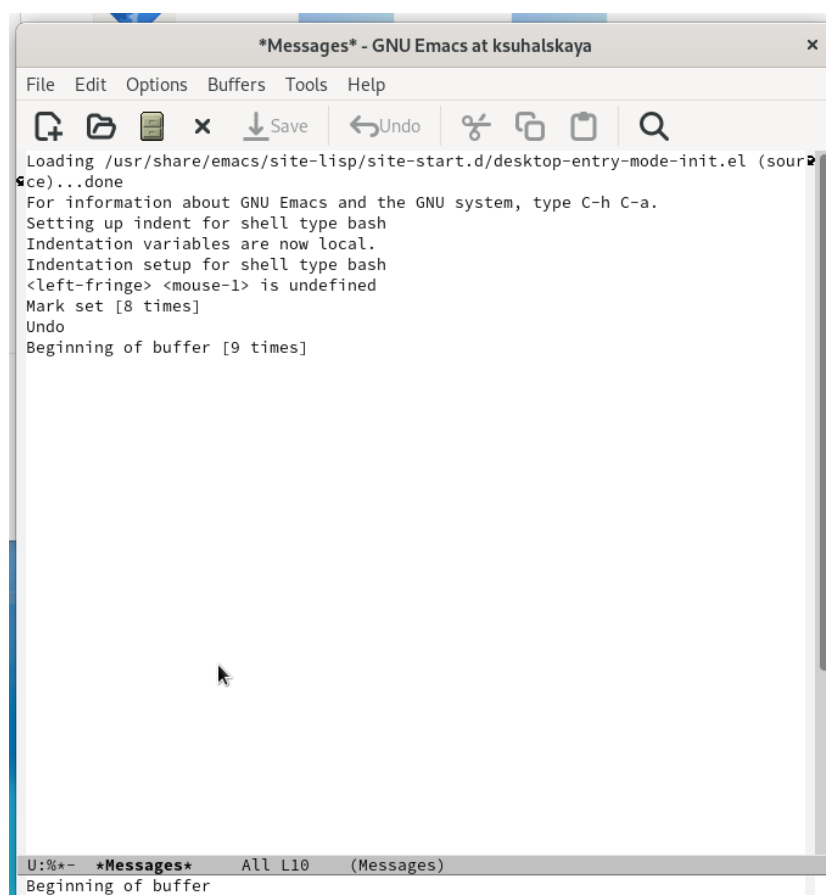 *Messages* - GNU Emacs at ksuhalskaya
File Edit Options Buffers Tools Help
Save Undo
Loading /usr/share/emacs/site-lisp/site-start.d/desktop-entry-mode-init.el (sour
ce)...done
For information about GNU Emacs and the GNU system, type C-h C-a.
Setting up indent for shell type bash
Indentation variables are now local.
Indentation setup for shell type bash
<left-fringe> <mouse-1> is undefined
Mark set [8 times]
Undo
Beginning of buffer [9 times]
U:%*- *Messages* All L10 (Messages)
Beginning of buffer